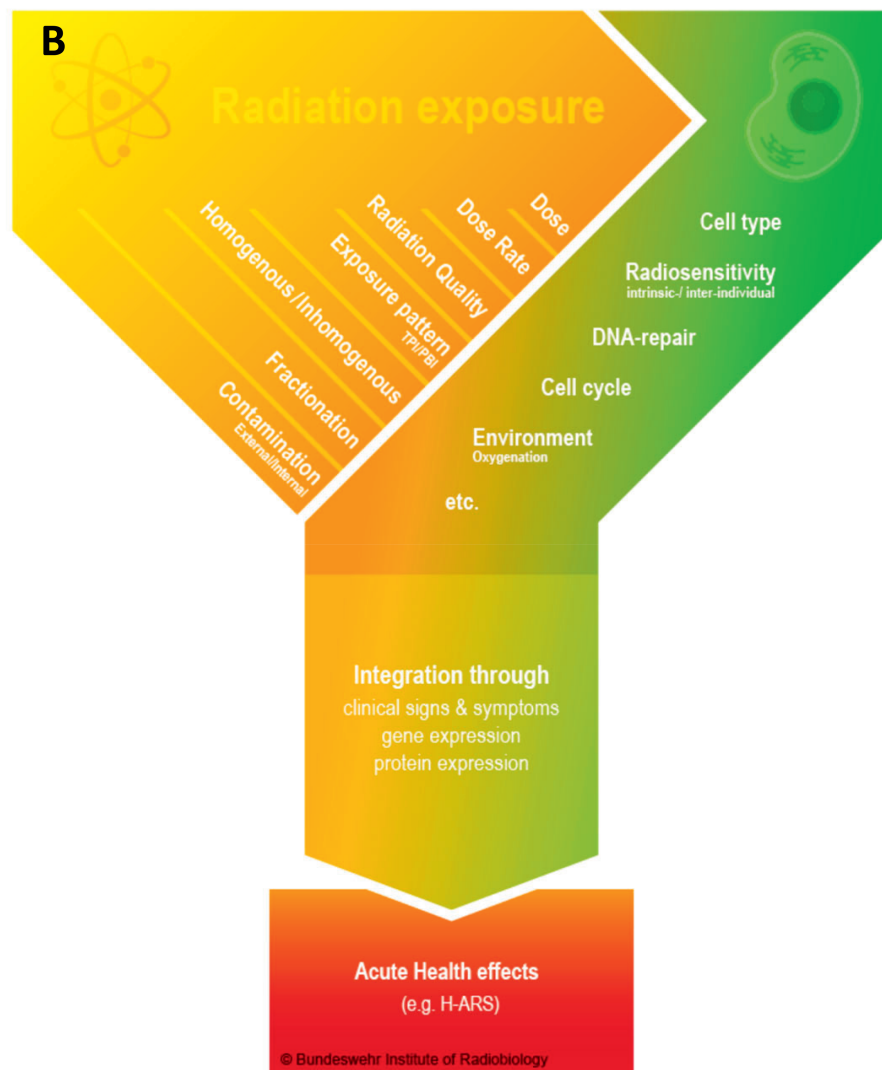 B
Radiation exposure
Dose
Dose Rate
Radiation Quality
Exposure pattern
TPI/PBI
Homogenous/Inhomogenous
Fractionation
Contamination
External/Internal
Cell type
Radiosensitivity
intrinsic-/ inter-individual
DNA-repair
Cell cycle
Environment
Oxygenation
etc.
Integration through
clinical signs & symptoms
gene expression
protein expression
Acute Health effects
(e.g. H-ARS)
© Bundeswehr Institute of Radiobiology